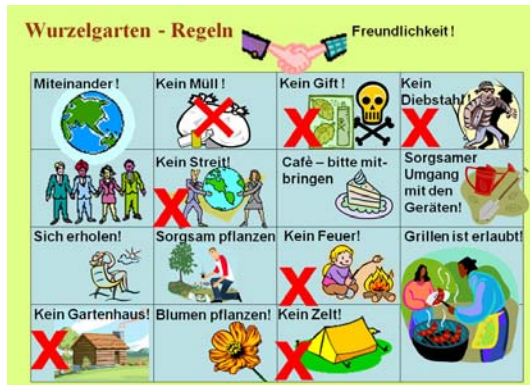 Wurzelgarten - Regeln
Freundlichkeit!
Miteinander!
Kein Müll!
Kein Gift!
Kein
Diebstahl!
Kein Streit!
Cafè – bitte mit-
bringen
Sorgsamer
Umgang
mit den
Geräten!
Sich erholen!
Sorgsam pflanzen
Kein Feuer!
Grillen ist erlaubt!
Kein Gartenhaus!
Blumen pflanzen!
Kein Zelt!